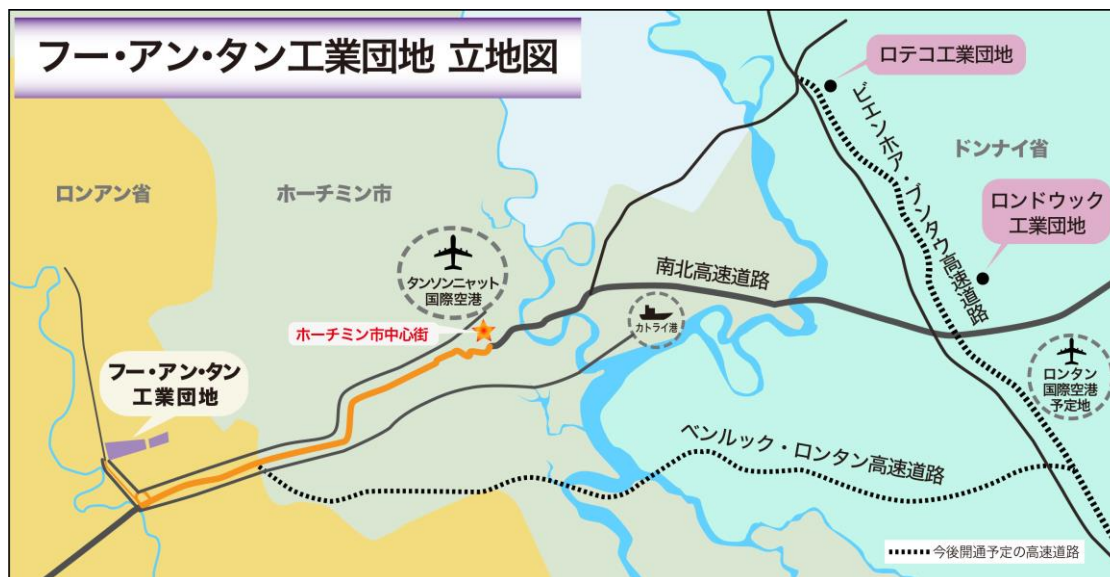 フー・アン・タン工業団地 立地図
ロテコ工業団地
ビエンホア・ブンタウ高速道路
ドンナイ省
ロンアン省
ホーチミン市
ロンドウック
工業団地
タンソンニャット
国際空港
南北高速道路
カトライ港
ホーチミン市中心街
フー・アン・タン
工業団地
ロンタン
国際空港
予定地
ベンルック・ロンタン高速道路
今後開通予定の高速道路